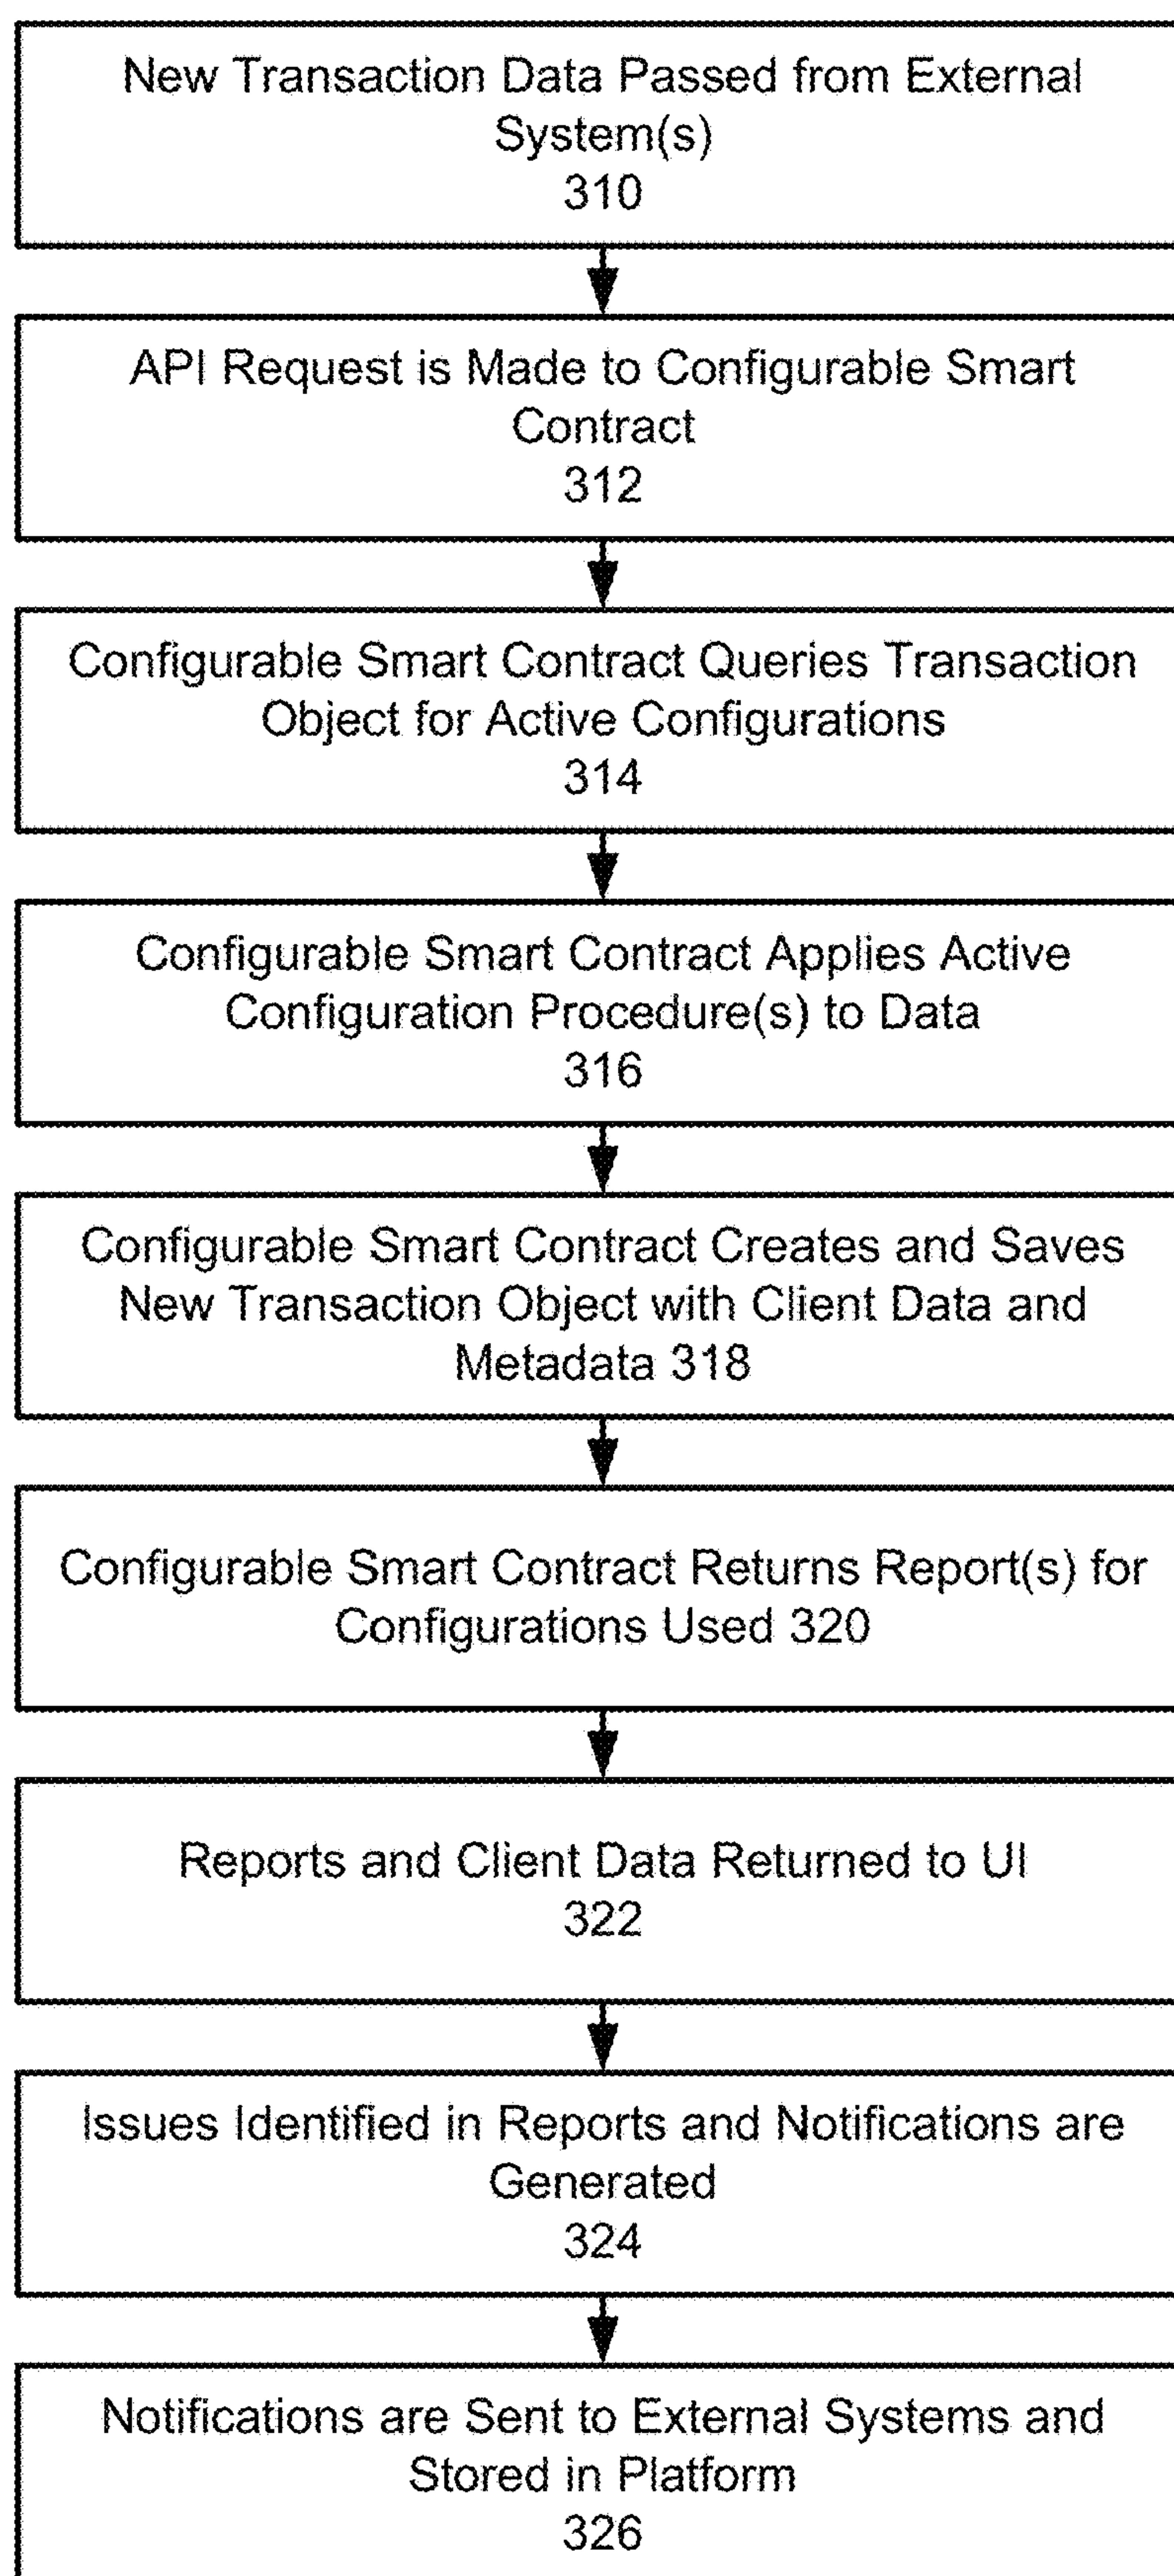 New Transaction Data Passed from External
System(s)
310
API Request is Made to Configurable Smart
Contract
312
Configurable Smart Contract Queries Transaction
Object for Active Configurations
314
Configurable Smart Contract Applies Active
Configuration Procedure(s) to Data
316
Configurable Smart Contract Creates and Saves
New Transaction Object with Client Data and
Metadata 318
Configurable Smart Contract Returns Report(s) for
Configurations Used 320
Reports and Client Data Returned to UI
322
Issues Identified in Reports and Notifications are
Generated
324
Notifications are Sent to External Systems and
Stored in Platform
326